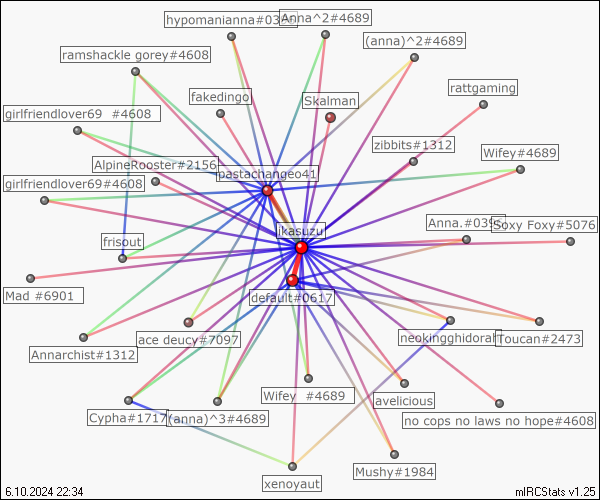 hypomanianna#03
Anna^2#4689
ramshackle gorey#4608
(anna)^2#4689
rattgaming
fakedingo
Skalman
girlfriendlover69 #4608
zibbits#1312
Wifey#4689
AlpineRooster#2156
pastachangeo41
girlfriendlover69#4608
Anna.#039
Soxy Foxy#5076
jkasuzu
frisout
Mad #6901
default#0617
ace deucy#7097
neokingghidorah
Toucan#2473
Annarchist#1312
Wifey #4689
avelicious
Cypha#1717
(anna)^3#4689
no cops no laws no hope#4608
Mushy#1984
xenoyaut
6.10.2024 22:34
mIRCStats v1.25